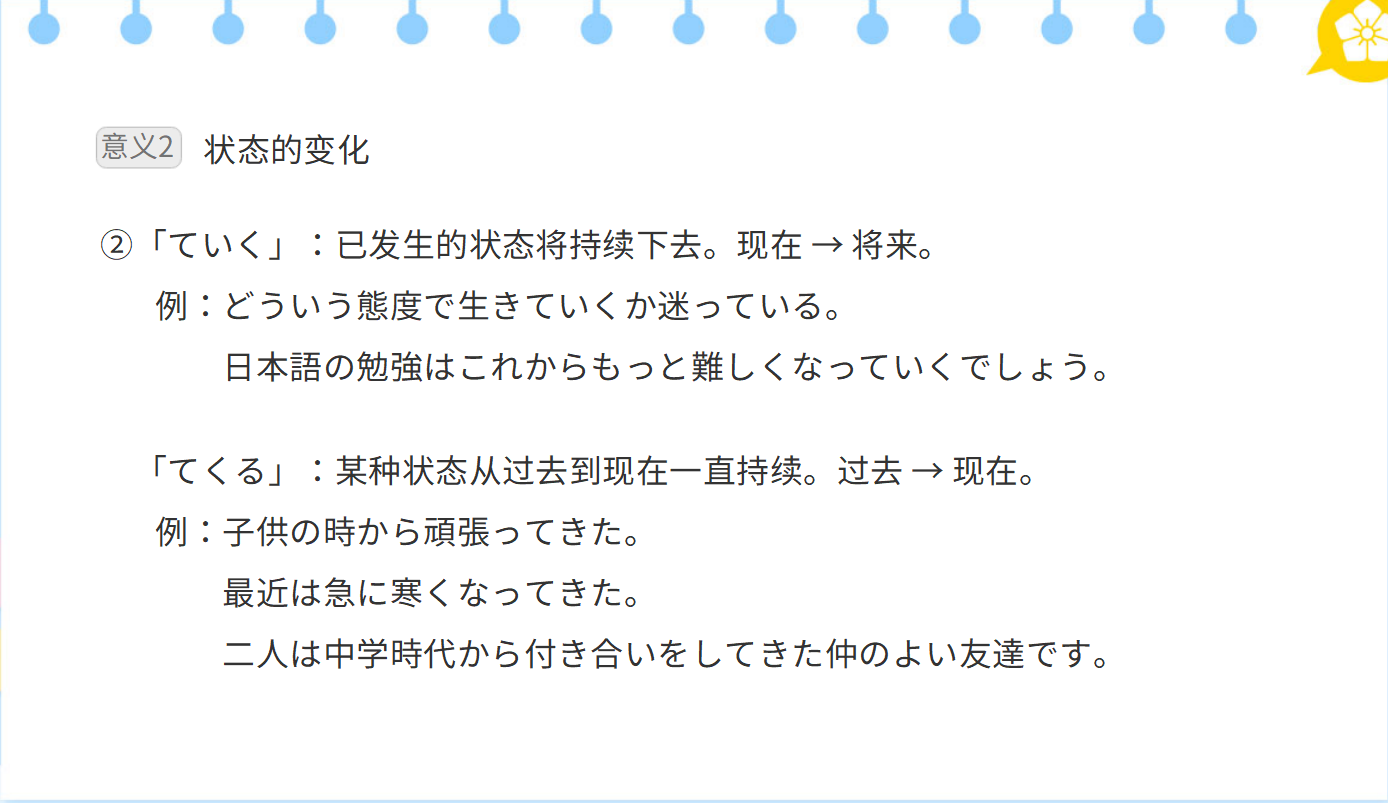 意义2 状态的变化
②「ていく」：已发生的状态将持续下去。现在 → 将来。
例：どういう態度で生きていくか迷っている。
日本語の勉強はこれからもっと難しくなっていくでしょう。
「てくる」：某种状态从过去到现在一直持续。过去 → 现在。
例：子供の時から頑張ってきた。
最近は急に寒くなってきた。
二人は中学時代から付き合いをしてきた仲のよい友達です。